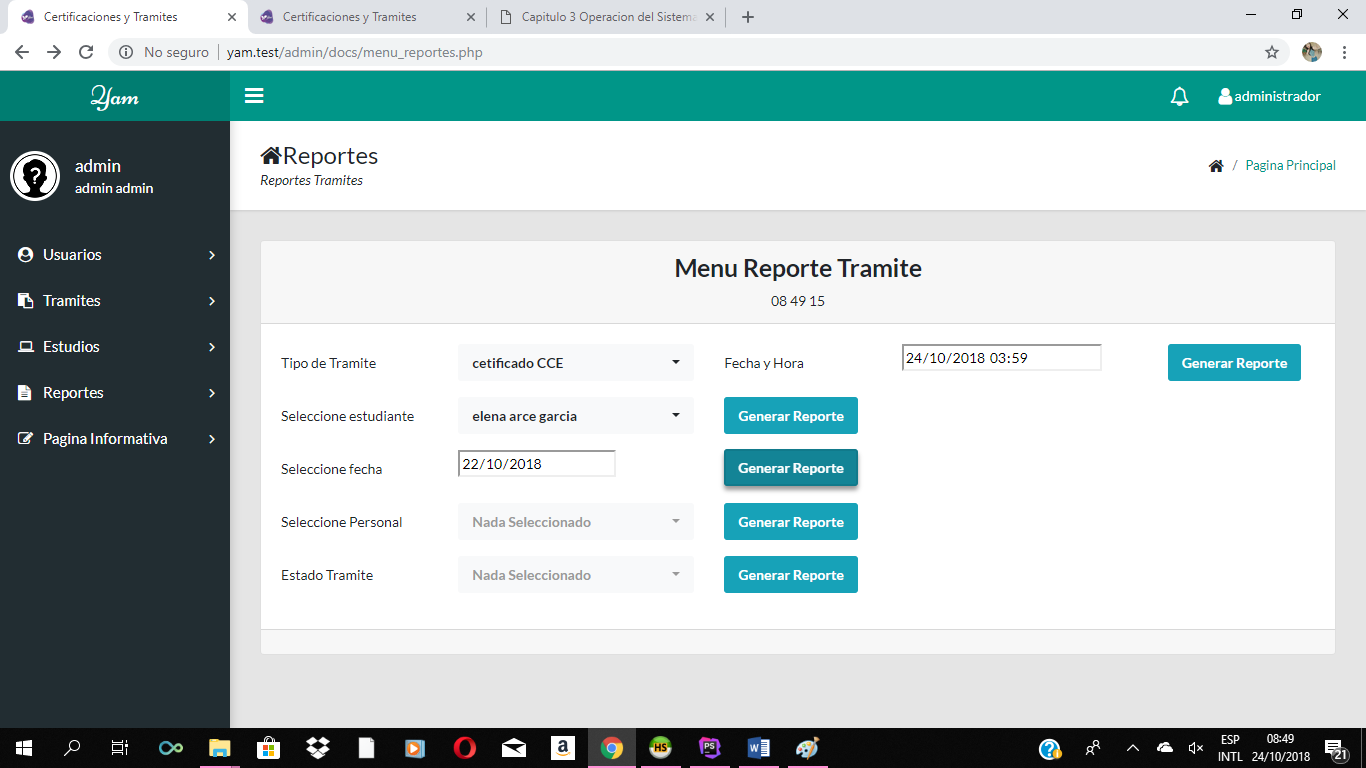 Certificaciones y Tramites
Certificaciones y Tramites
Capitulo 3 Operacion del Sistema
No seguro
yam.test/admin/docs/menu_reportes.php
Yam
administrador
admin
admin admin
Reportes
Reportes Tramites
/ Pagina Principal
Usuarios
Tramites
Estudios
Reportes
Pagina Informativa
Menu Reporte Tramite
08 49 15
Tipo de Tramite
cetificado CCE
Fecha y Hora
24/10/2018 03:59
Generar Reporte
Seleccione estudiante
elena arce garcia
Generar Reporte
Seleccione fecha
22/10/2018
Generar Reporte
Seleccione Personal
Nada Seleccionado
Generar Reporte
Estado Tramite
Nada Seleccionado
Generar Reporte
a
HS
PS
ESP
INTL
08:49
24/10/2018
21